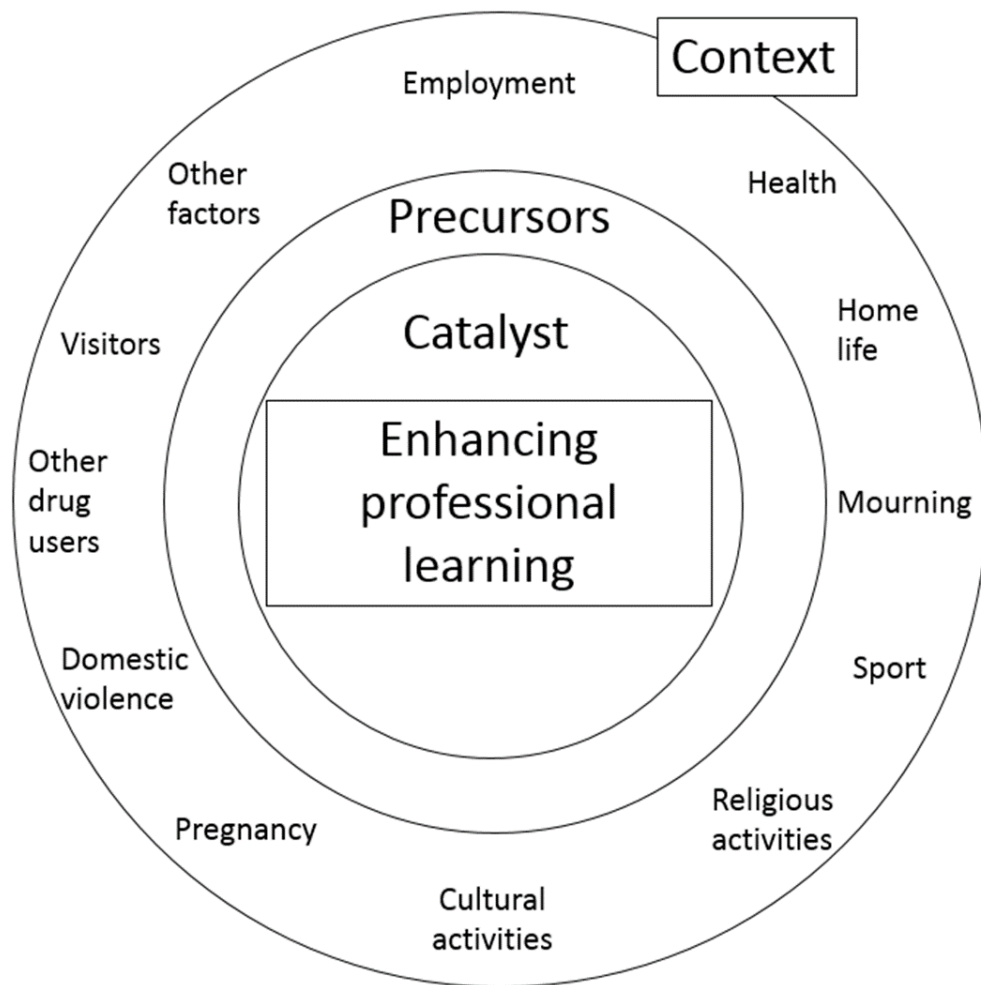 Context
Employment
Health
Other
factors
Precursors
Home
life
Catalyst
Visitors
Enhancing
professional
learning
Other
drug
users
Mourning
Domestic
violence
Sport
Religious
activities
Pregnancy
Cultural
activities